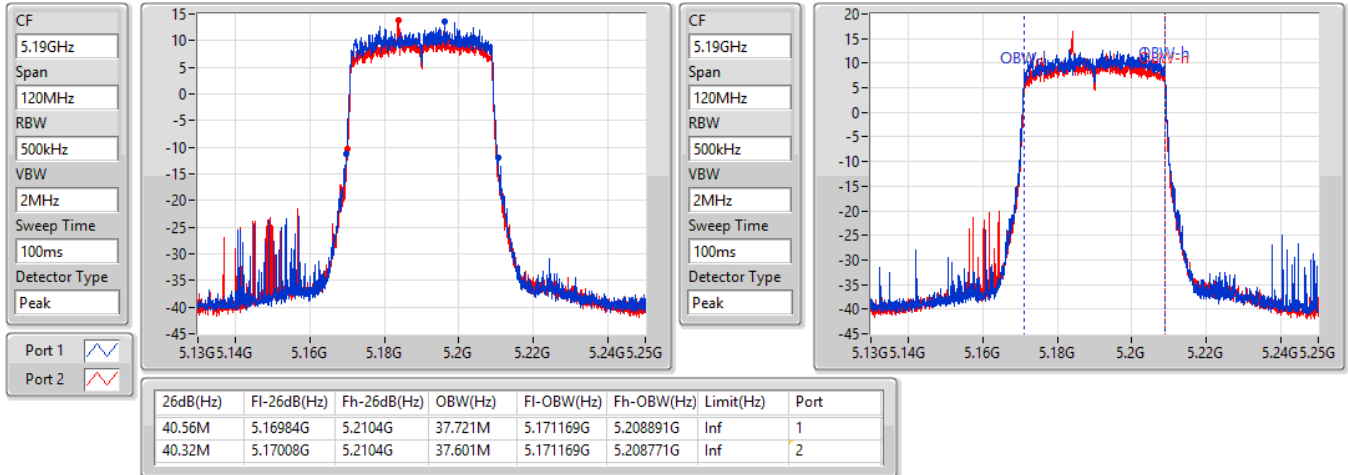 CF
5.19GHz
Span
120MHz
RBW
500kHz
VBW
2MHz
Sweep Time
100ms
Detector Type
Peak
Port 1
Port 2
15
10
5
0
-5
-10
-15
-20
-25
-30
-35
-40
-45
5.13G 5.14G 5.16G 5.18G 5.2G 5.22G 5.24G 5.25G
CF
5.19GHz
Span
120MHz
RBW
500kHz
VBW
2MHz
Sweep Time
100ms
Detector Type
Peak
20
15
10
5
0
-5
-10
-15
-20
-25
-30
-35
-40
-45
OBW-l OBW-h
OBW-h
5.13G 5.14G 5.16G 5.18G 5.2G 5.22G 5.24G 5.25G
26dB(Hz) Fl-26dB(Hz) Fh-26dB(Hz) OBW(Hz) Fl-OBW(Hz) Fh-OBW(Hz) Limit(Hz) Port
40.56M 5.16984G 5.2104G 37.721M 5.171169G 5.208891G Inf 1
40.32M 5.17008G 5.2104G 37.601M 5.171169G 5.208771G Inf 2